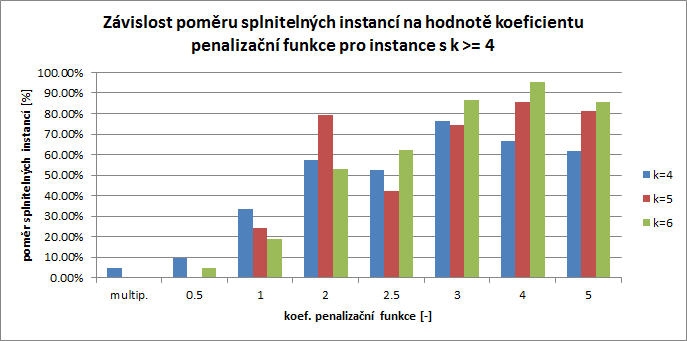 Závislost poměru splnitelných instancí na hodnotě koeficientu
penalizační funkce pro instance s k >= 4
100.00%
90.00%
80.00%
70.00%
60.00%
50.00%
40.00%
30.00%
20.00%
10.00%
0.00%
poměr splnitelných instancí [%]
multip.
0.5
1
2
2.5
3
4
5
koef. penalizační funkce [-]
k=4
k=5
k=6